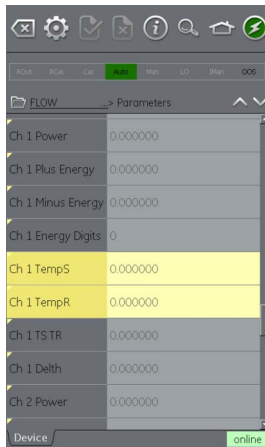 ROut RCas Cas Auto Man LO IMan OOS
FLOW ...> Parameters
Ch 1 Power 0.000000
Ch 1 Plus Energy 0.000000
Ch 1 Minus Energy 0.000000
Ch 1 Energy Digits 0
Ch 1 TempS 0.000000
Ch 1 TempR 0.000000
Ch 1 TS TR 0.000000
Ch 1 Delth 0.000000
Ch 2 Power 0.000000
Device online